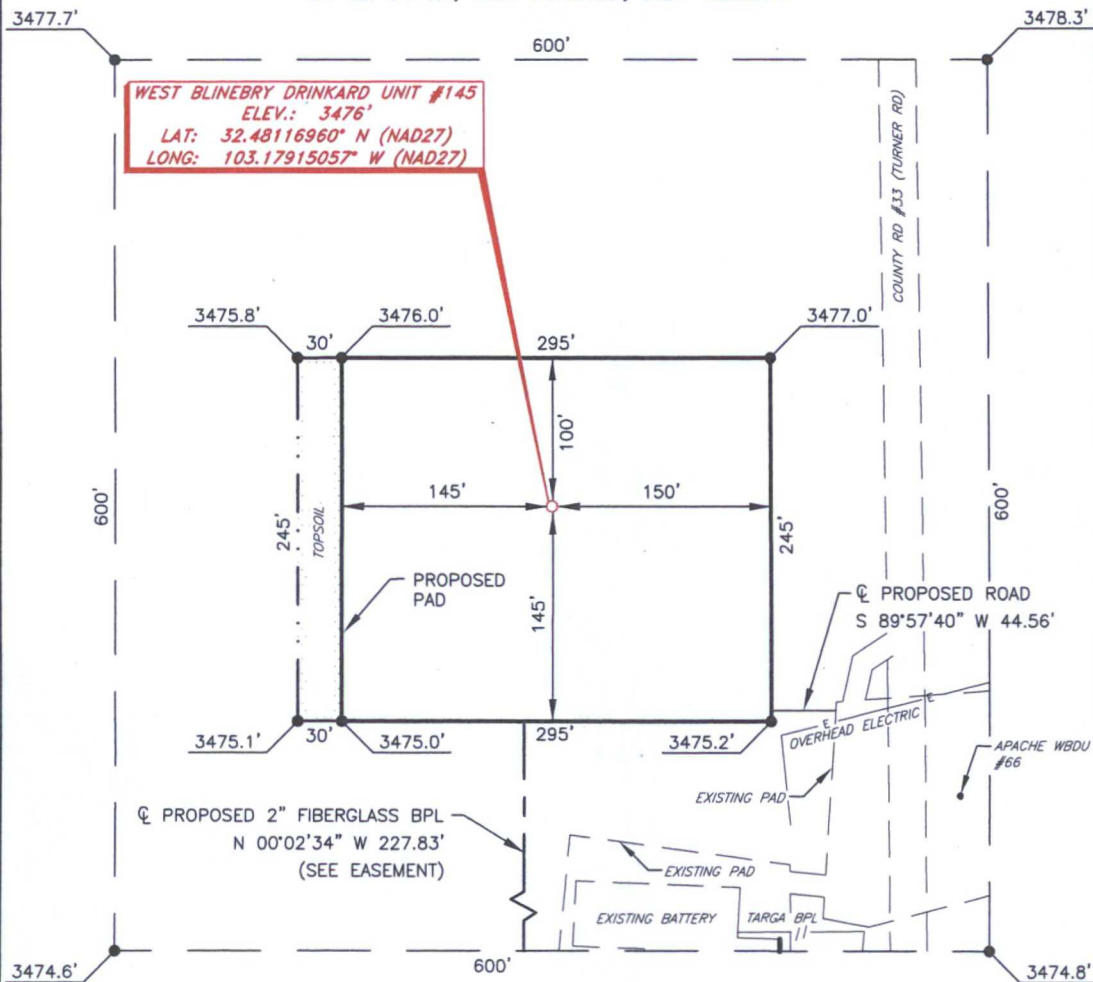 3477.7'
3478.3'
600'
WEST BLINEBRY DRINKARD UNIT #145
ELEV.: 3476'
LAT: 32.48116960° N (NAD27)
LONG: 103.17915057° W (NAD27)
COUNTY RD #33 (TURNER RD)
3475.8'
3476.0'
3477.0'
30'
295'
100'
600'
145'
150'
600'
245'
TOPSOIL
245'
PROPOSED
PAD
145'
℄ PROPOSED ROAD
S 89°57'40" W 44.56'
3475.1'
30'
3475.0'
295'
3475.2'
E
E
OVERHEAD ELECTRIC
APACHE WBDU
#66
EXISTING PAD
℄ PROPOSED 2" FIBERGLASS BPL
N 00°02'34" W 227.83'
(SEE EASEMENT)
EXISTING PAD
EXISTING BATTERY
TARGA BPL
3474.6'
600'
3474.8'